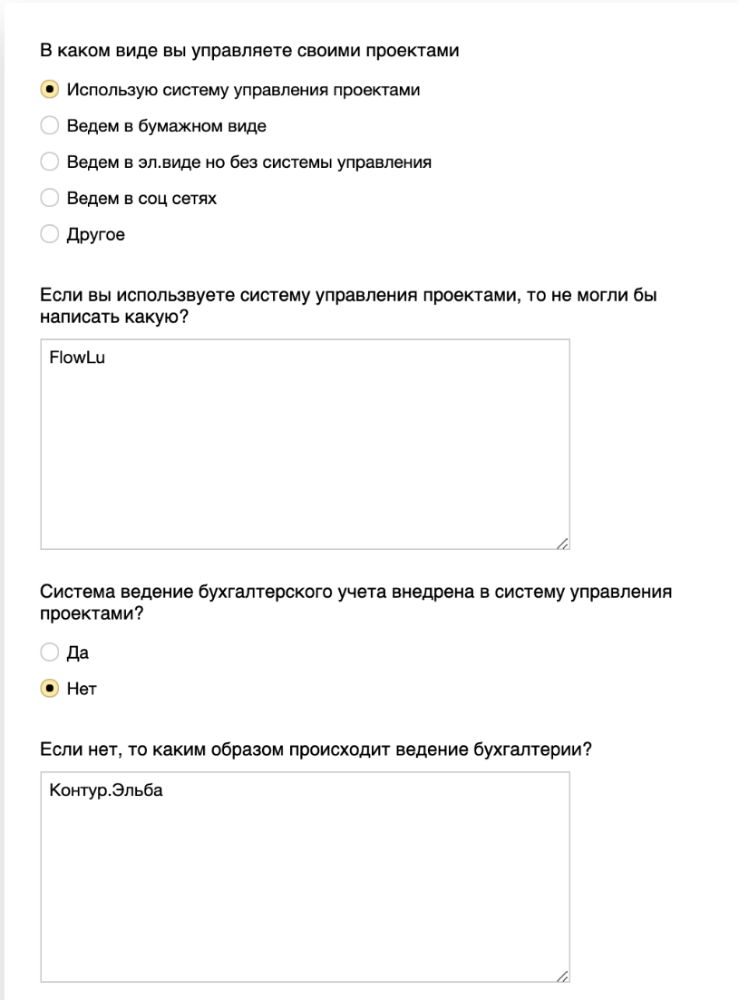 В каком виде вы управляете своими проектами
Использую систему управления проектами
Ведем в бумажном виде
Ведем в эл.виде но без системы управления
Ведем в соц сетях
Другое
Если вы использвуете систему управления проектами, то не могли бы
написать какую?
FlowLu
Система ведение бухгалтерского учета внедрена в систему управления
проектами?
Да
Нет
Если нет, то каким образом происходит ведение бухгалтерии?
Контур.Эльба